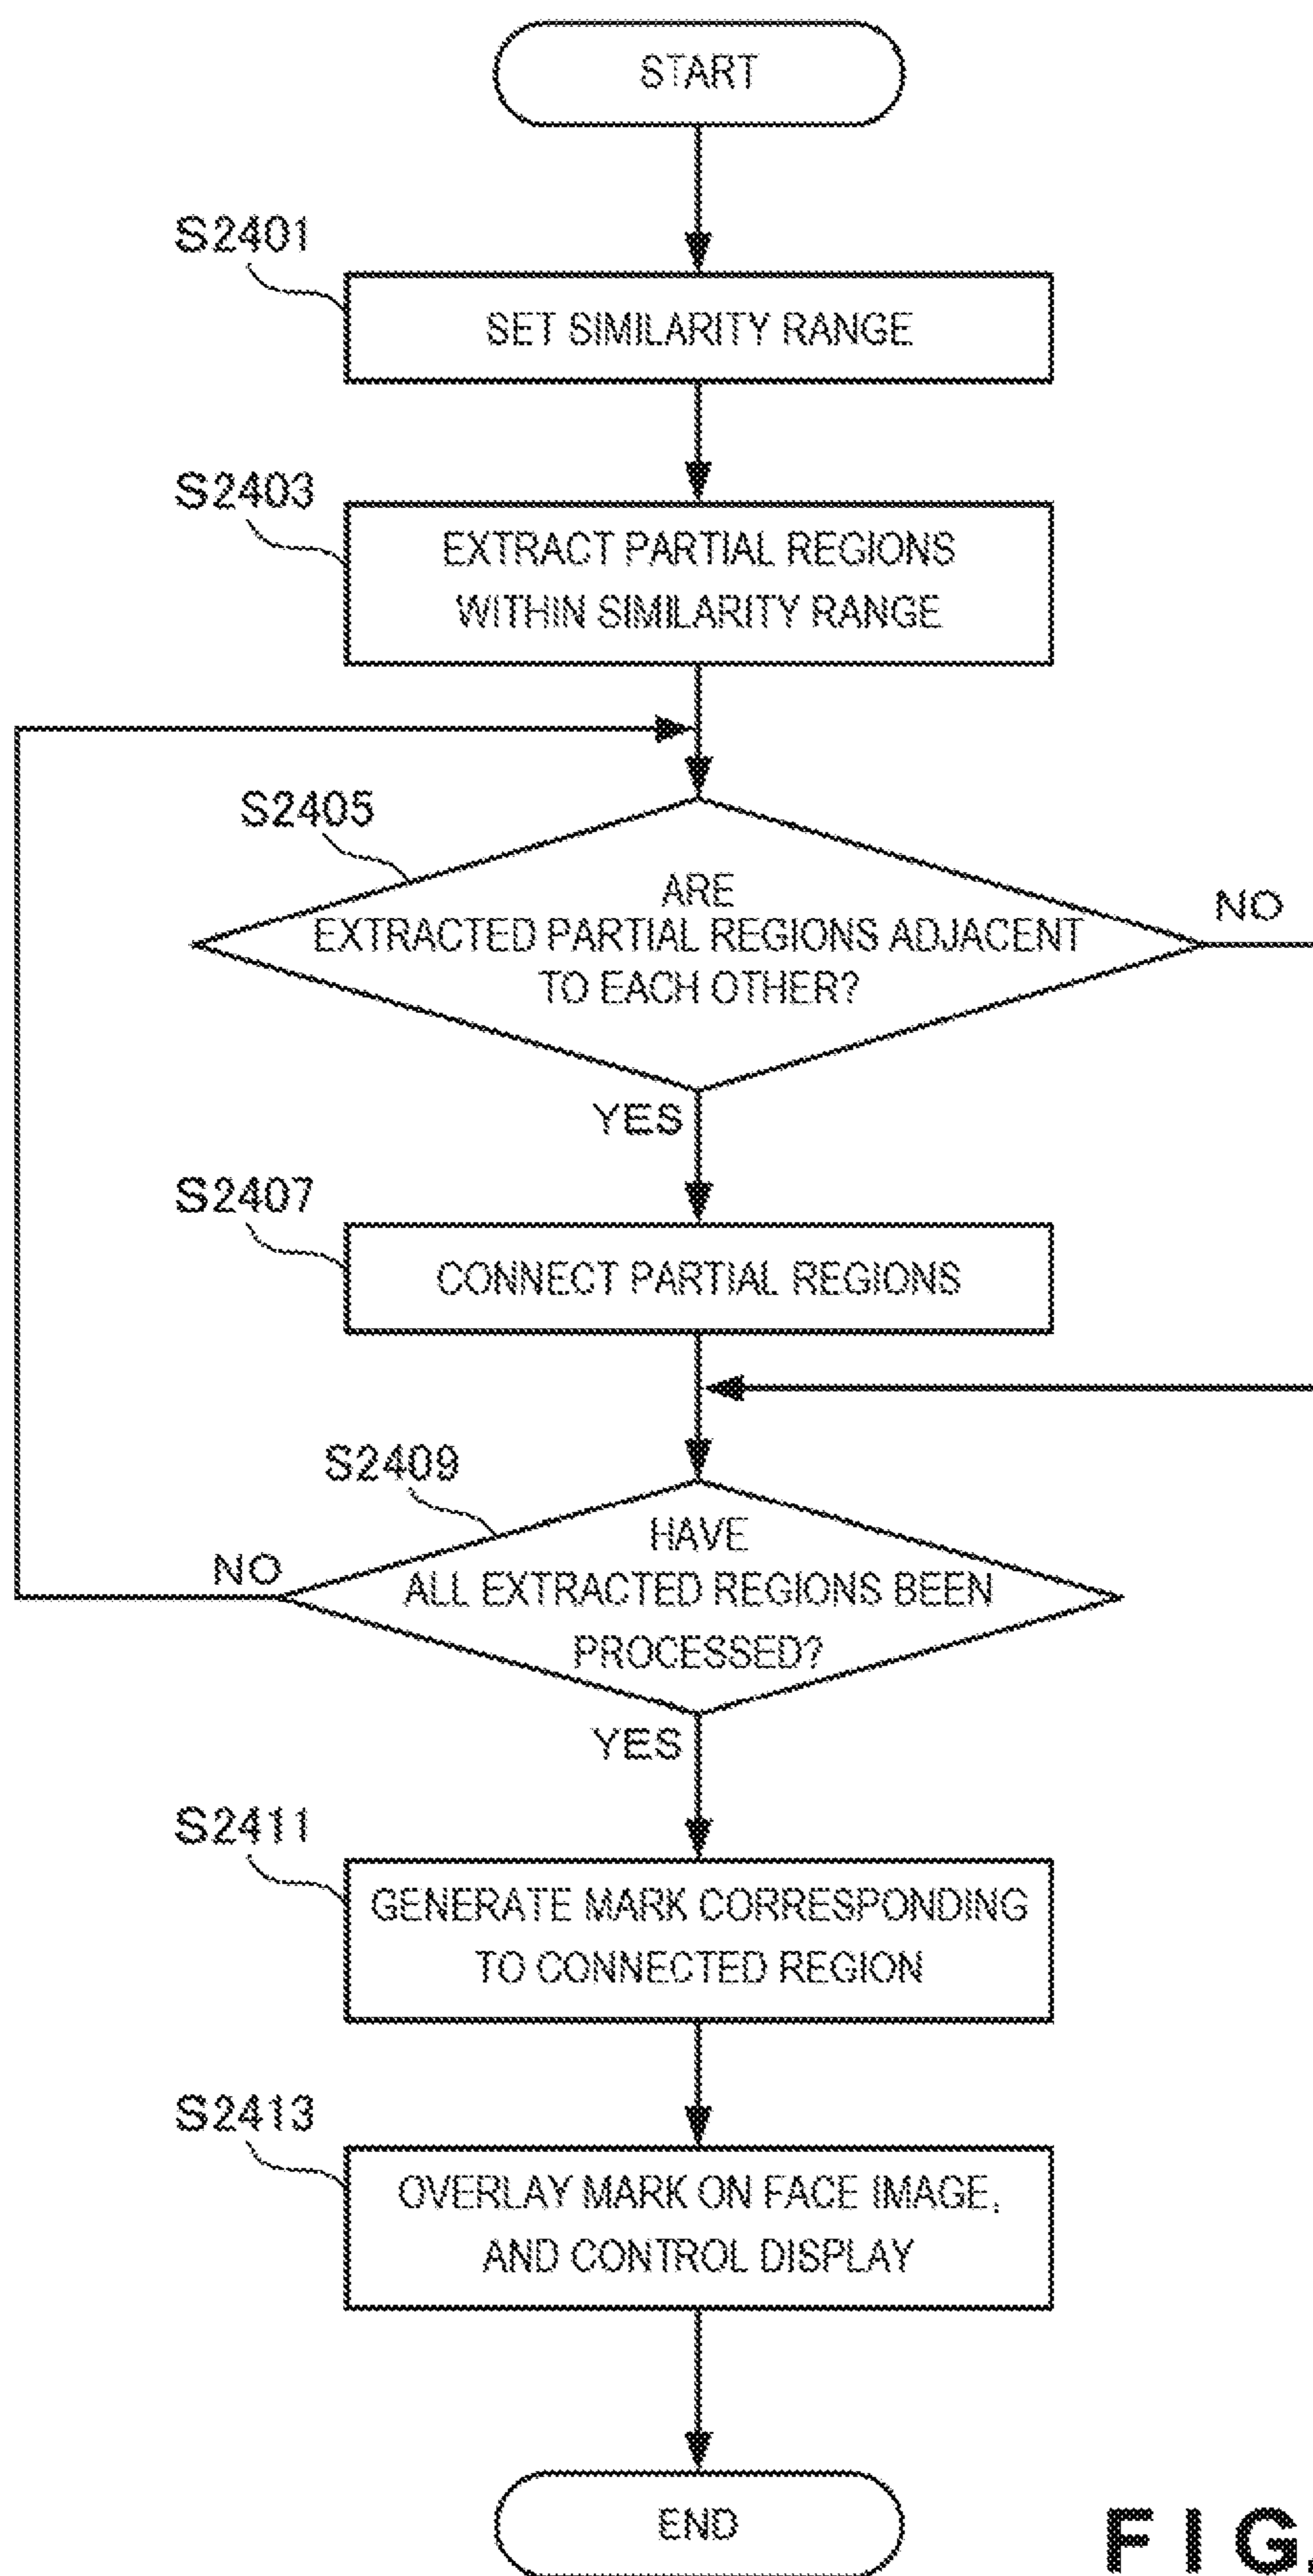 START
S2401
SET SIMILARITY RANGE
S2403
EXTRACT PARTIAL REGIONS
WITHIN SIMILARITY RANGE
S2405
ARE
EXTRACTED PARTIAL REGIONS ADJACENT
TO EACH OTHER?
NO
YES
S2407
CONNECT PARTIAL REGIONS
S2409
HAVE
ALL EXTRACTED REGIONS BEEN
PROCESSED?
NO
YES
S2411
GENERATE MARK CORRESPONDING
TO CONNECTED REGION
S2413
OVERLAY MARK ON FACE IMAGE,
AND CONTROL DISPLAY
END
FIG.